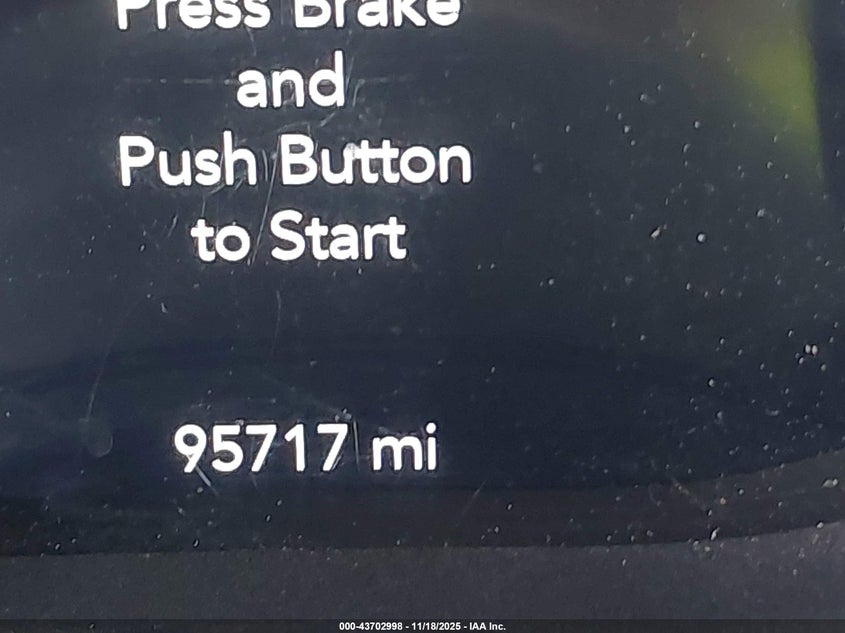 Press Brake
and
Push Button
to Start
95717 mi
000-43702998 - 11/18/2025 - IAA Inc.